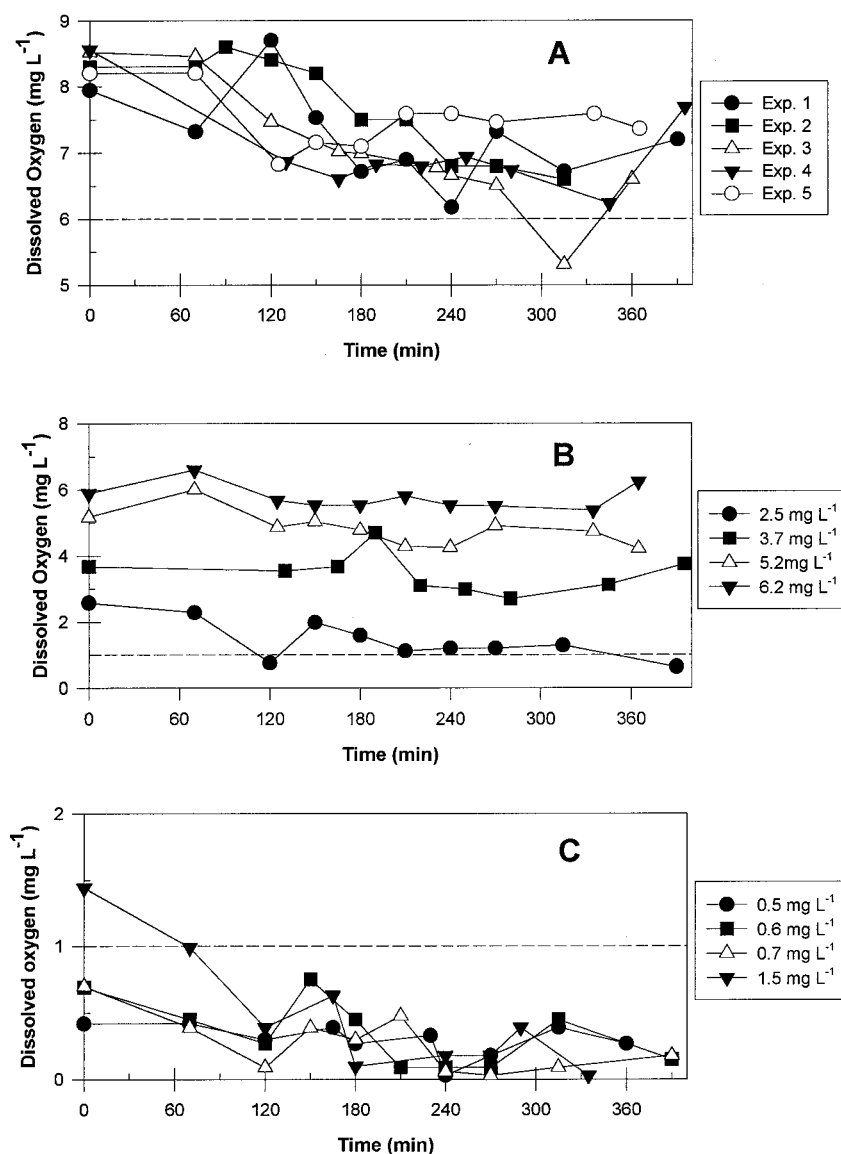 A
9
8
7
6
5
Dissolved Oxygen (mg L⁻¹)
0 60 120 180 240 300 360
Time (min)
Exp. 1
Exp. 2
Exp. 3
Exp. 4
Exp. 5
B
8
6
4
2
0
Dissolved Oxygen (mg L⁻¹)
0 60 120 180 240 300 360
Time (min)
2.5 mg L⁻¹
3.7 mg L⁻¹
5.2mg L⁻¹
6.2 mg L⁻¹
C
2
1
0
Dissolved oxygen (mg L⁻¹)
0 60 120 180 240 300 360
Time (min)
0.5 mg L⁻¹
0.6 mg L⁻¹
0.7 mg L⁻¹
1.5 mg L⁻¹